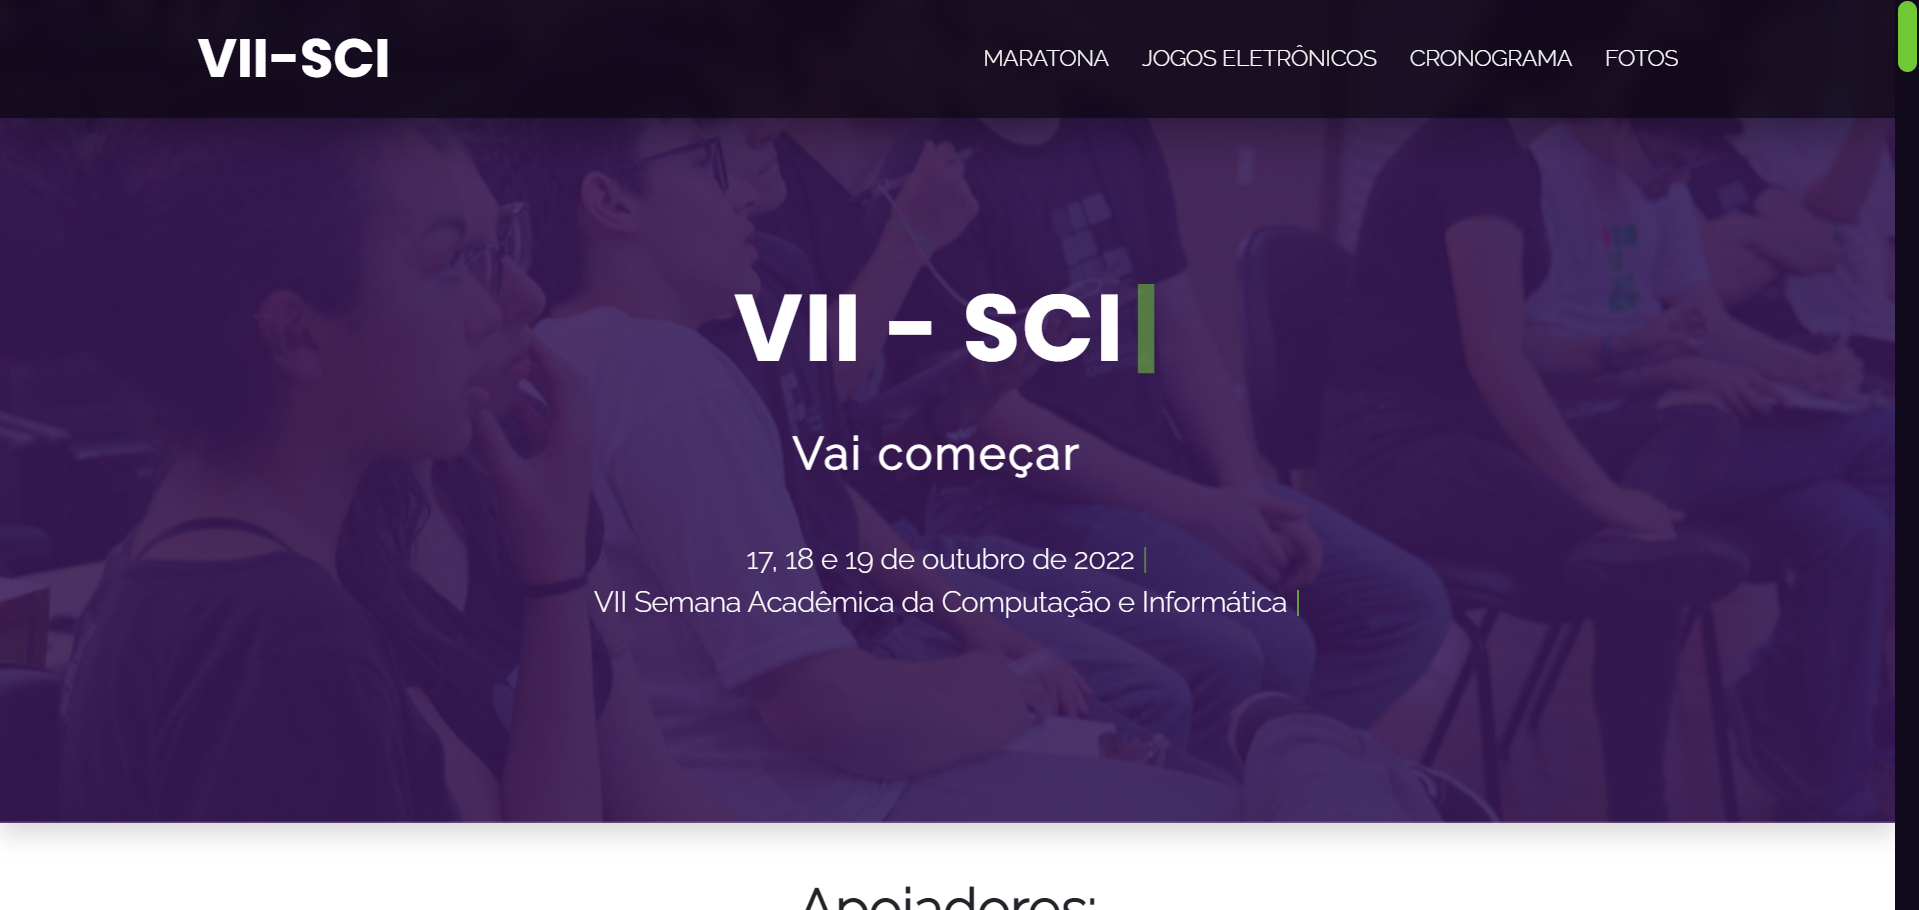 VII-SCI
MARATONA JOGOS ELETRÔNICOS CRONOGRAMA FOTOS
VII - SCI
Vai começar
17, 18 e 19 de outubro de 2022
VII Semana Acadêmica da Computação e Informática
Apoiadores: